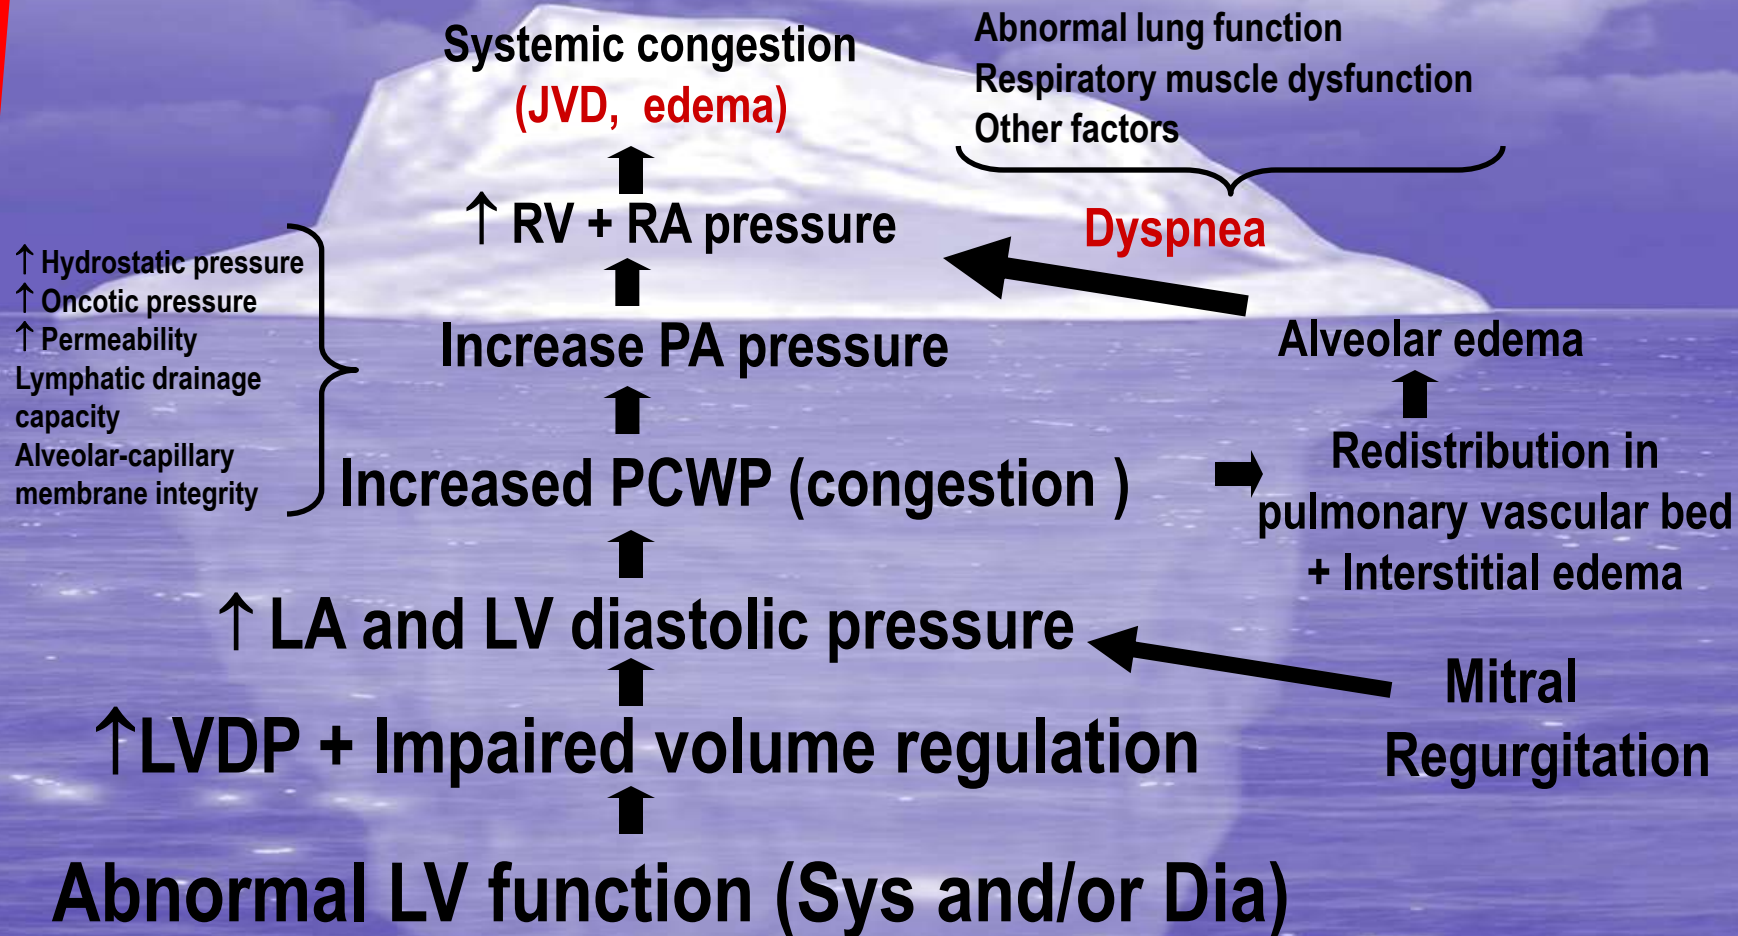 Systemic congestion
(JVD, edema)
Abnormal lung function
Respiratory muscle dysfunction
Other factors
↑ RV + RA pressure
Dyspnea
↑ Hydrostatic pressure
↑ Oncotic pressure
↑ Permeability
Lymphatic drainage
capacity
Alveolar-capillary
membrane integrity
Increase PA pressure
Alveolar edema
Increased PCWP (congestion )
Redistribution in
pulmonary vascular bed
+ Interstitial edema
↑ LA and LV diastolic pressure
Mitral
Regurgitation
↑LVDP + Impaired volume regulation
Abnormal LV function (Sys and/or Dia)